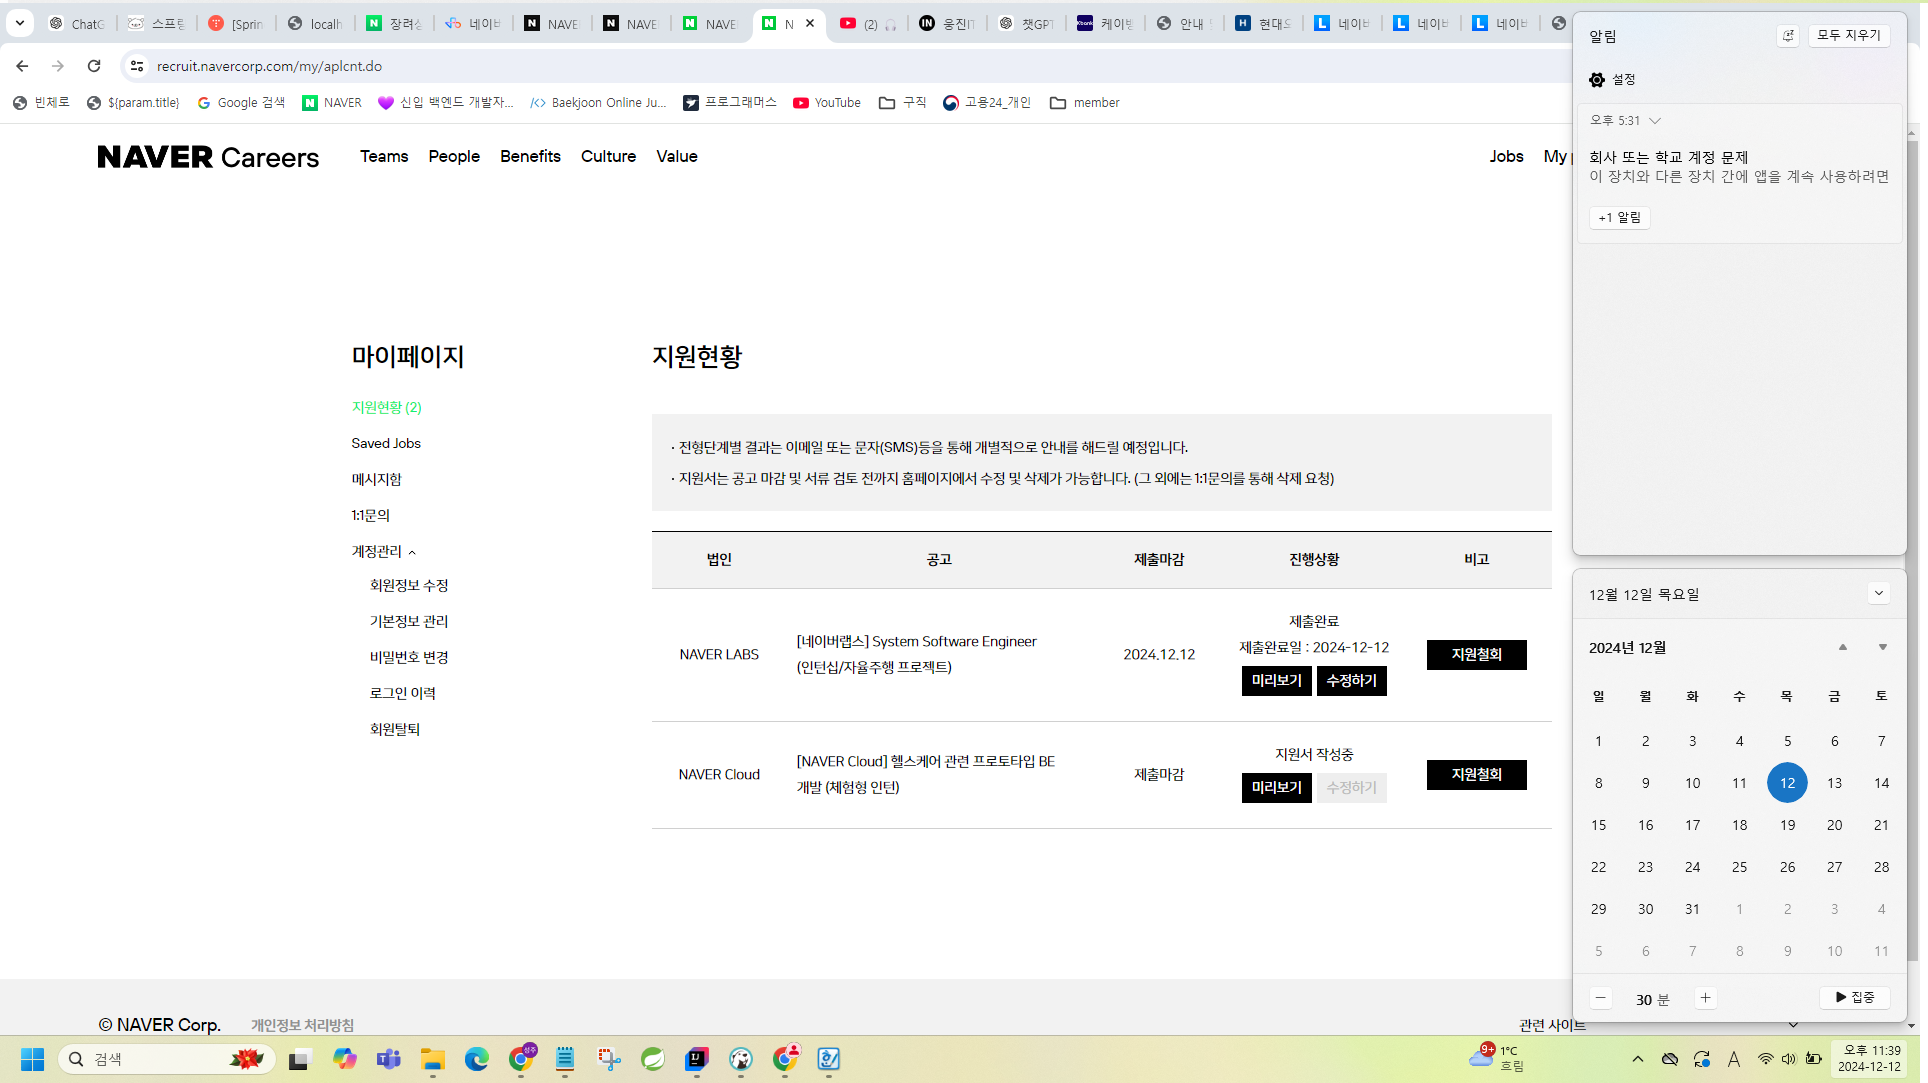 ChatG
스프링
[Sprin
localh
장려상
네이버
NAVE
NAVE
NAVE
N
(2)
웅진IT
챗GPT
케이뱅
안내
현대오
네이버
네이버
네이버
recruit.navercorp.com/my/aplcnt.do
빈체로
${param.title}
Google 검색
NAVER
신입 백엔드 개발자...
Baekjoon Online Ju...
프로그래머스
YouTube
구직
고용24_개인
member
NAVER Careers
Teams
People
Benefits
Culture
Value
Jobs
My
마이페이지
지원현황 (2)
Saved Jobs
메시지함
1:1문의
계정관리
회원정보 수정
기본정보 관리
비밀번호 변경
로그인 이력
회원탈퇴
지원현황
· 전형단계별 결과는 이메일 또는 문자(SMS)등을 통해 개별적으로 안내를 해드릴 예정입니다.
· 지원서는 공고 마감 및 서류 검토 전까지 홈페이지에서 수정 및 삭제가 가능합니다. (그 외에는 1:1문의를 통해 삭제 요청)
법인 공고 제출마감 진행상황 비고
NAVER LABS
[네이버랩스] System Software Engineer
(인턴십/자율주행 프로젝트)
2024.12.12
제출완료
제출완료일 : 2024-12-12
미리보기 수정하기
지원철회
NAVER Cloud
[NAVER Cloud] 헬스케어 관련 프로토타입 BE
개발 (체험형 인턴)
제출마감
지원서 작성중
미리보기 수정하기
지원철회
© NAVER Corp.
개인정보 처리방침
관련 사이트
알림
모두 지우기
설정
오후 5:31
회사 또는 학교 계정 문제
이 장치와 다른 장치 간에 앱을 계속 사용하려면
+1 알림
12월 12일 목요일
2024년 12월
일 월 화 수 목 금 토
1 2 3 4 5 6 7
8 9 10 11 12 13 14
15 16 17 18 19 20 21
22 23 24 25 26 27 28
29 30 31 1 2 3 4
5 6 7 8 9 10 11
30 분
집중
검색
9+
1°C
흐림
A
오후 11:39
2024-12-12